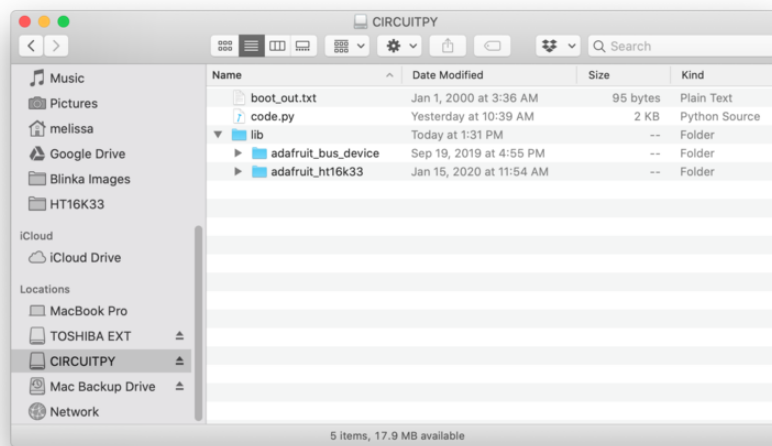 CIRCUITPY
Search
Music
Pictures
melissa
Google Drive
Blinka Images
HT16K33
iCloud
iCloud Drive
Locations
MacBook Pro
TOSHIBA EXT
CIRCUITPY
Mac Backup Drive
Network
Name Date Modified Size Kind
boot_out.txt Jan 1, 2000 at 3:36 AM 95 bytes Plain Text
code.py Yesterday at 10:39 AM 2 KB Python Source
lib Today at 1:31 PM -- Folder
adafruit_bus_device Sep 19, 2019 at 4:55 PM -- Folder
adafruit_ht16k33 Jan 15, 2020 at 11:54 AM -- Folder
5 items, 17.9 MB available